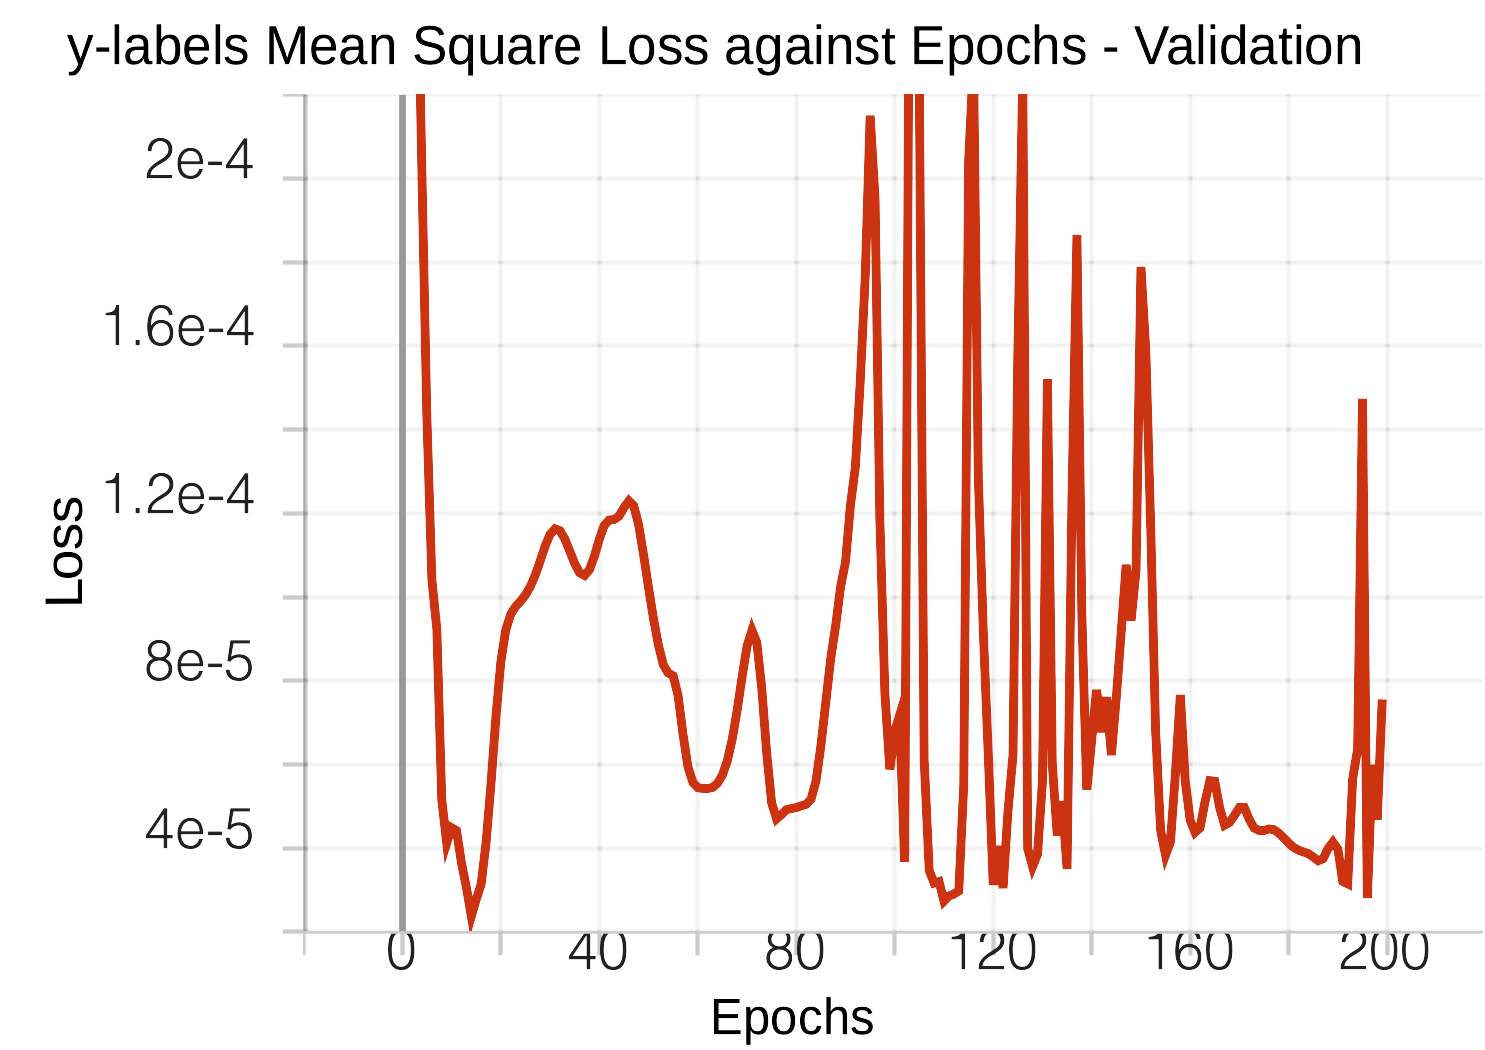 y-labels Mean Square Loss against Epochs - Validation
2e-4
1.6e-4
1.2e-4
8e-5
4e-5
Loss
0 40 80 120 160 200
Epochs